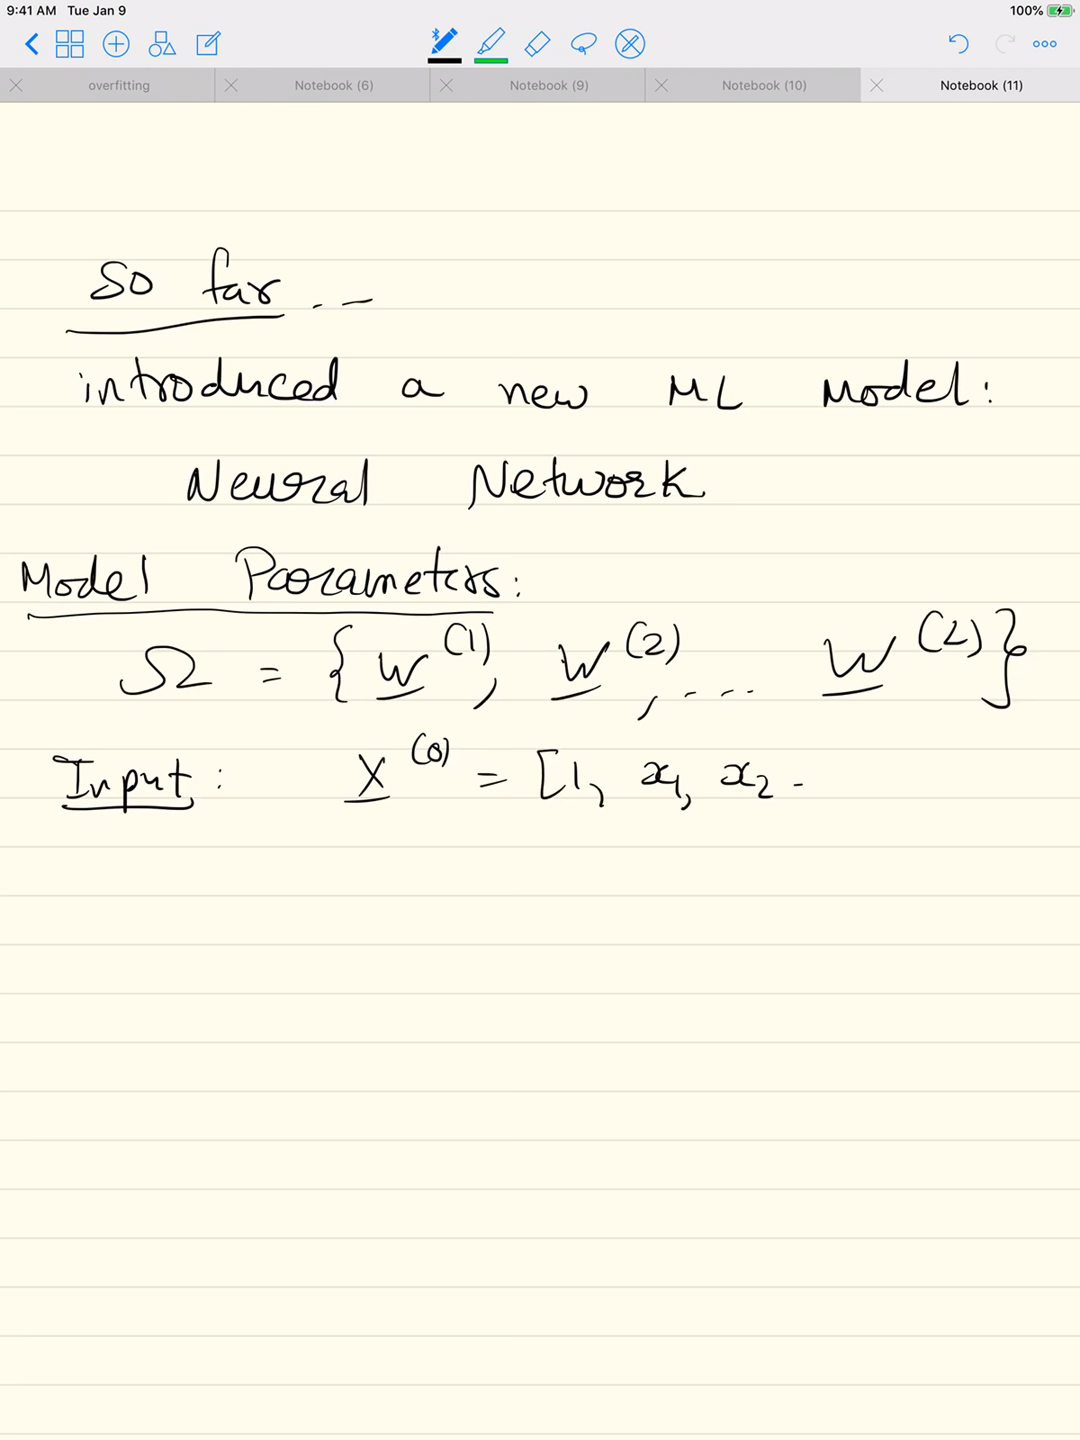 9:41 AM Tue Jan 9 100%
overfitting Notebook (6) Notebook (9) Notebook (10) Notebook (11)
So far . . –
introduced a new ML Model:
Neural Network
Model Parameters:
Ω = { W^(1), W^(2), . . . . W^(L) }
Input: X^(0) = [1, x1, x2 -